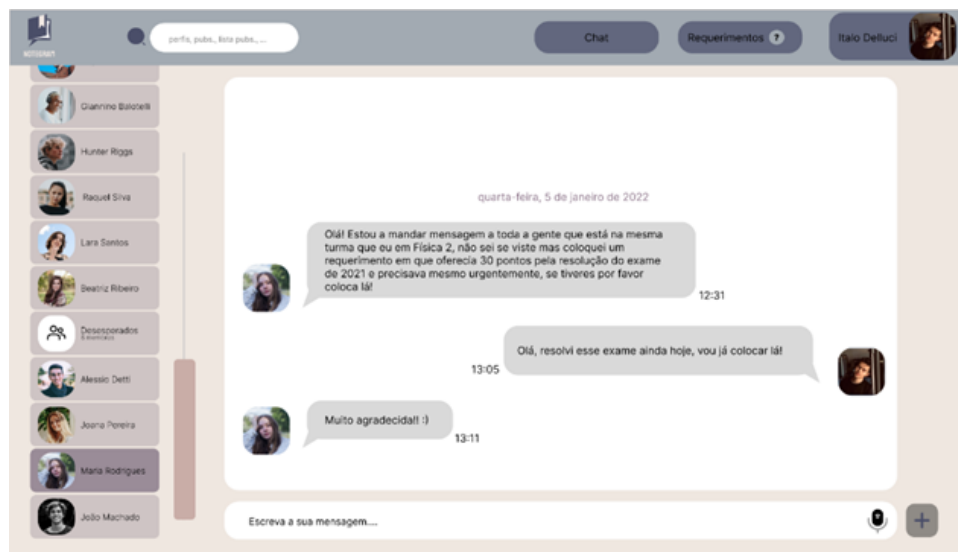 perfis, pubs., lista pubs., ...
Chat
Requerimentos ?
Italo Delluci
Giannino Balotelli
Hunter Riggs
Raquel Silva
Lara Santos
Beatriz Ribeiro
Desesperados
Alessio Detti
Joana Pereira
Maria Rodrigues
João Machado
quarta-feira, 5 de janeiro de 2022
Olá! Estou a mandar mensagem a toda a gente que está na mesma
turma que eu em Física 2, não sei se viste mas coloquei um
requerimento em que oferecia 30 pontos pela resolução do exame
de 2021 e precisava mesmo urgentemente, se tiveres por favor
coloca lá!
12:31
Olá, resolvi esse exame ainda hoje, vou já colocar lá!
13:05
Muito agradecida!! :)
13:11
Escreva a sua mensagem....